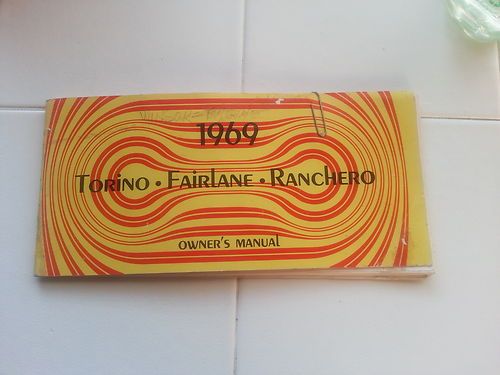 1969
Torino • Fairlane • Ranchero
Owner's Manual